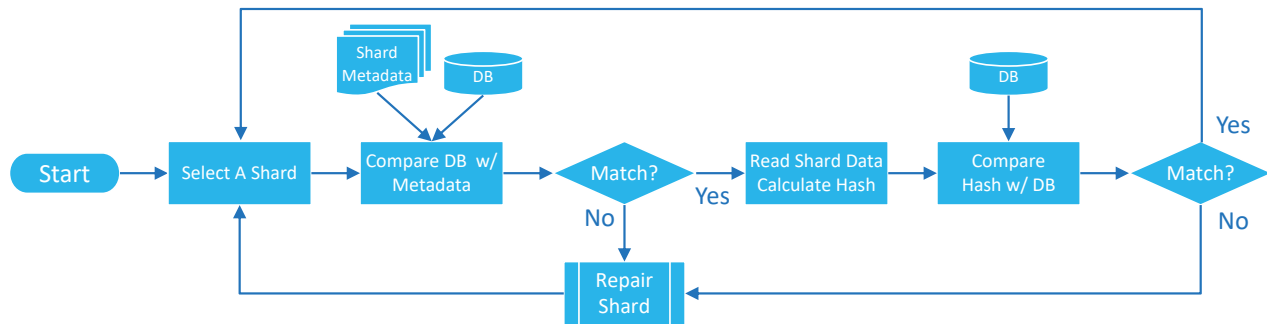 Shard
Metadata
DB
DB
Yes
Start
Select A Shard
Compare DB w/
Metadata
Match?
Yes
Read Shard Data
Calculate Hash
Compare
Hash w/ DB
Match?
No
No
Repair
Shard